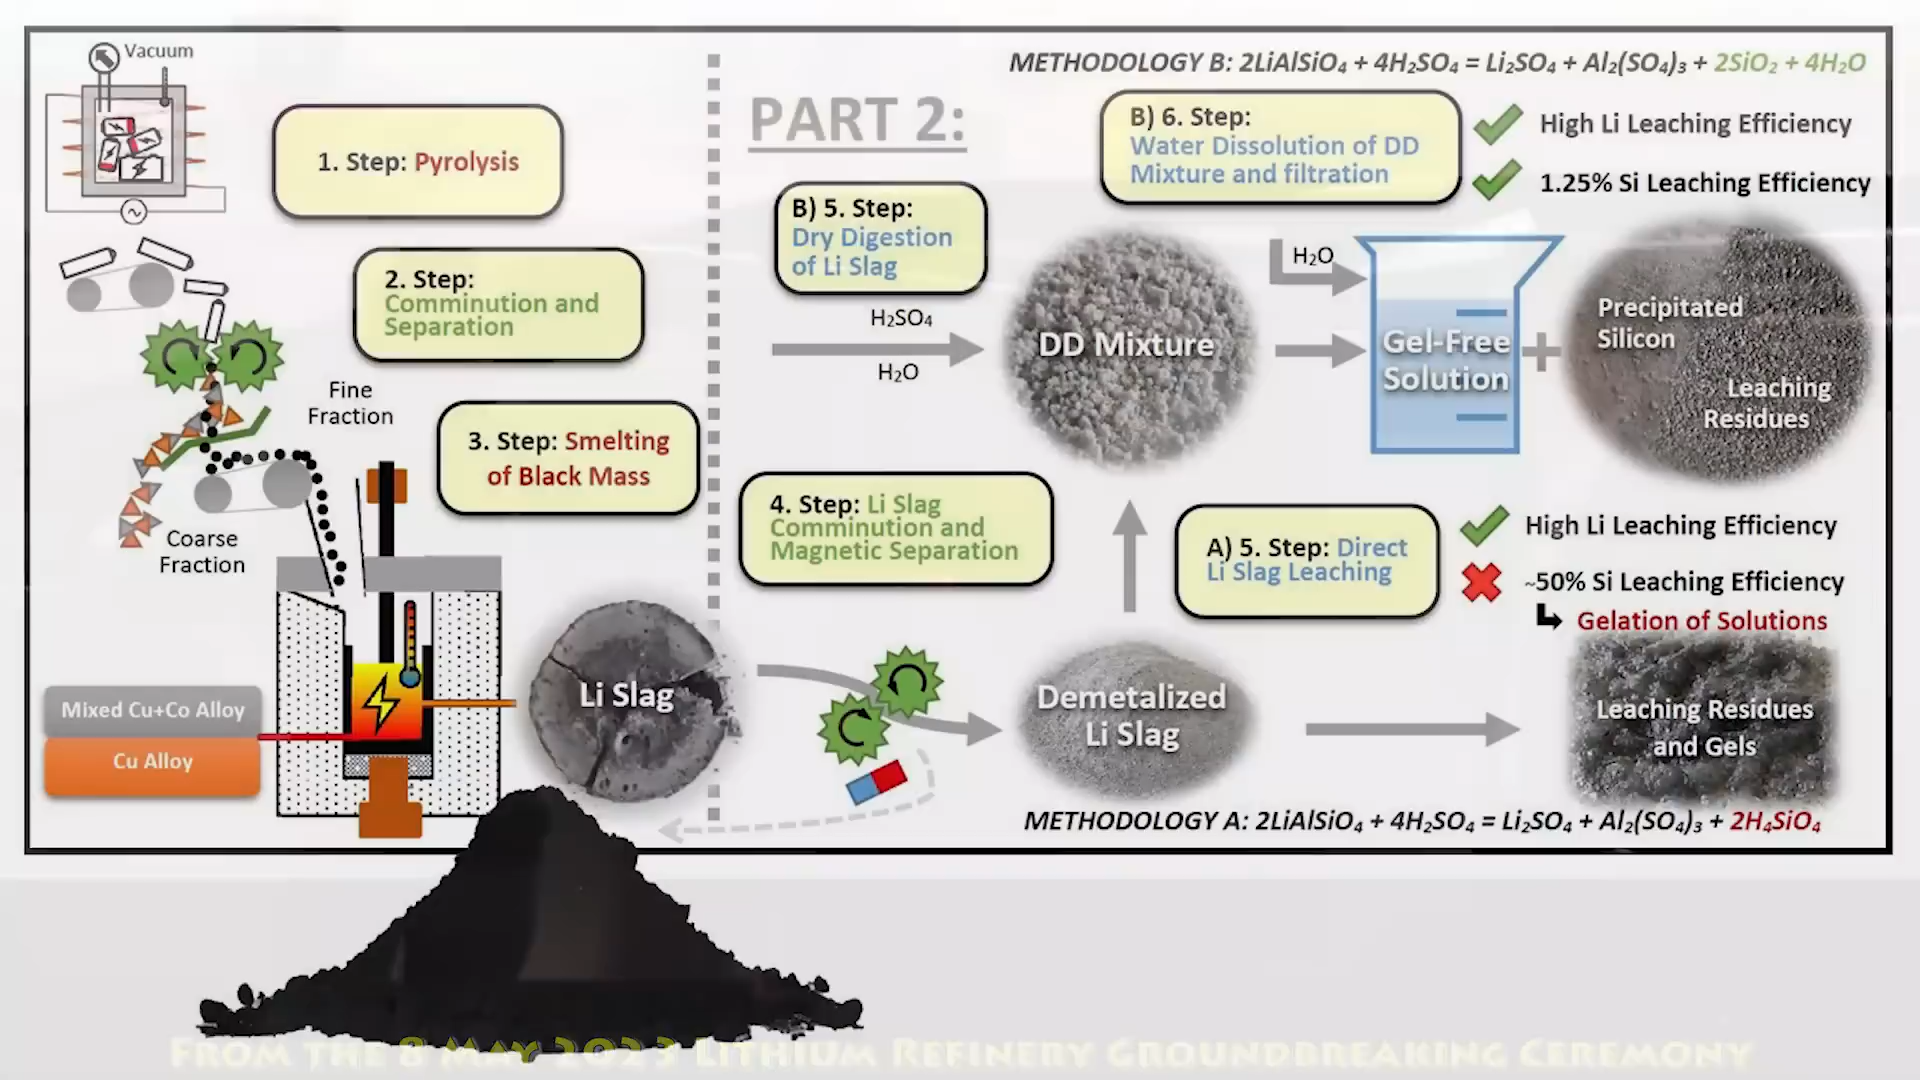 Vacuum
1. Step: Pyrolysis
2. Step:
Comminution and
Separation
Fine
Fraction
3. Step: Smelting
of Black Mass
Coarse
Fraction
Mixed Cu+Co Alloy
Cu Alloy
Li Slag
PART 2:
METHODOLOGY B: 2LiAlSiO₄ + 4H₂SO₄ = Li₂SO₄ + Al₂(SO₄)₃ + 2SiO₂ + 4H₂O
B) 5. Step:
Dry Digestion
of Li Slag
H₂SO₄
H₂O
DD Mixture
B) 6. Step:
Water Dissolution of DD
Mixture and filtration
High Li Leaching Efficiency
1.25% Si Leaching Efficiency
H₂O
Gel-Free
Solution
Precipitated
Silicon
Leaching
Residues
4. Step: Li Slag
Comminution and
Magnetic Separation
A) 5. Step: Direct
Li Slag Leaching
High Li Leaching Efficiency
~50% Si Leaching Efficiency
Gelation of Solutions
Demetalized
Li Slag
Leaching Residues
and Gels
METHODOLOGY A: 2LiAlSiO₄ + 4H₂SO₄ = Li₂SO₄ + Al₂(SO₄)₃ + 2H₄SiO₄
From the 8 May 2023 Lithium Refinery Groundbreaking Ceremony